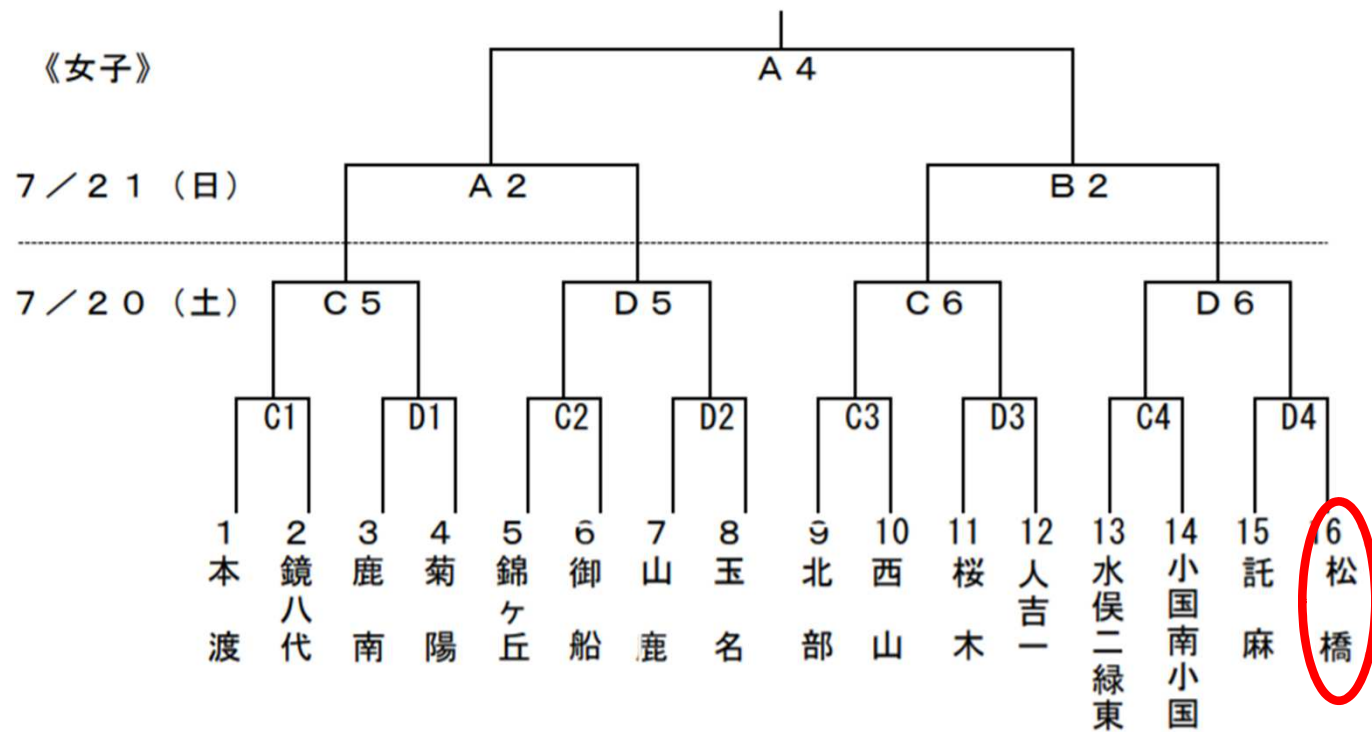 《女子》
A4
7／21（日）
A2
B2
7／20（土）
C5
D5
C6
D6
C1
D1
C2
D2
C3
D3
C4
D4
1
2
3
4
5
6
7
8
9
10
11
12
13
14
15
16
本渡
鏡八代
鹿南
菊陽
錦ヶ丘
御船
山鹿
玉名
北部
西山
桜木
人吉一
水俣二緑東
小国南小国
託麻
松橋